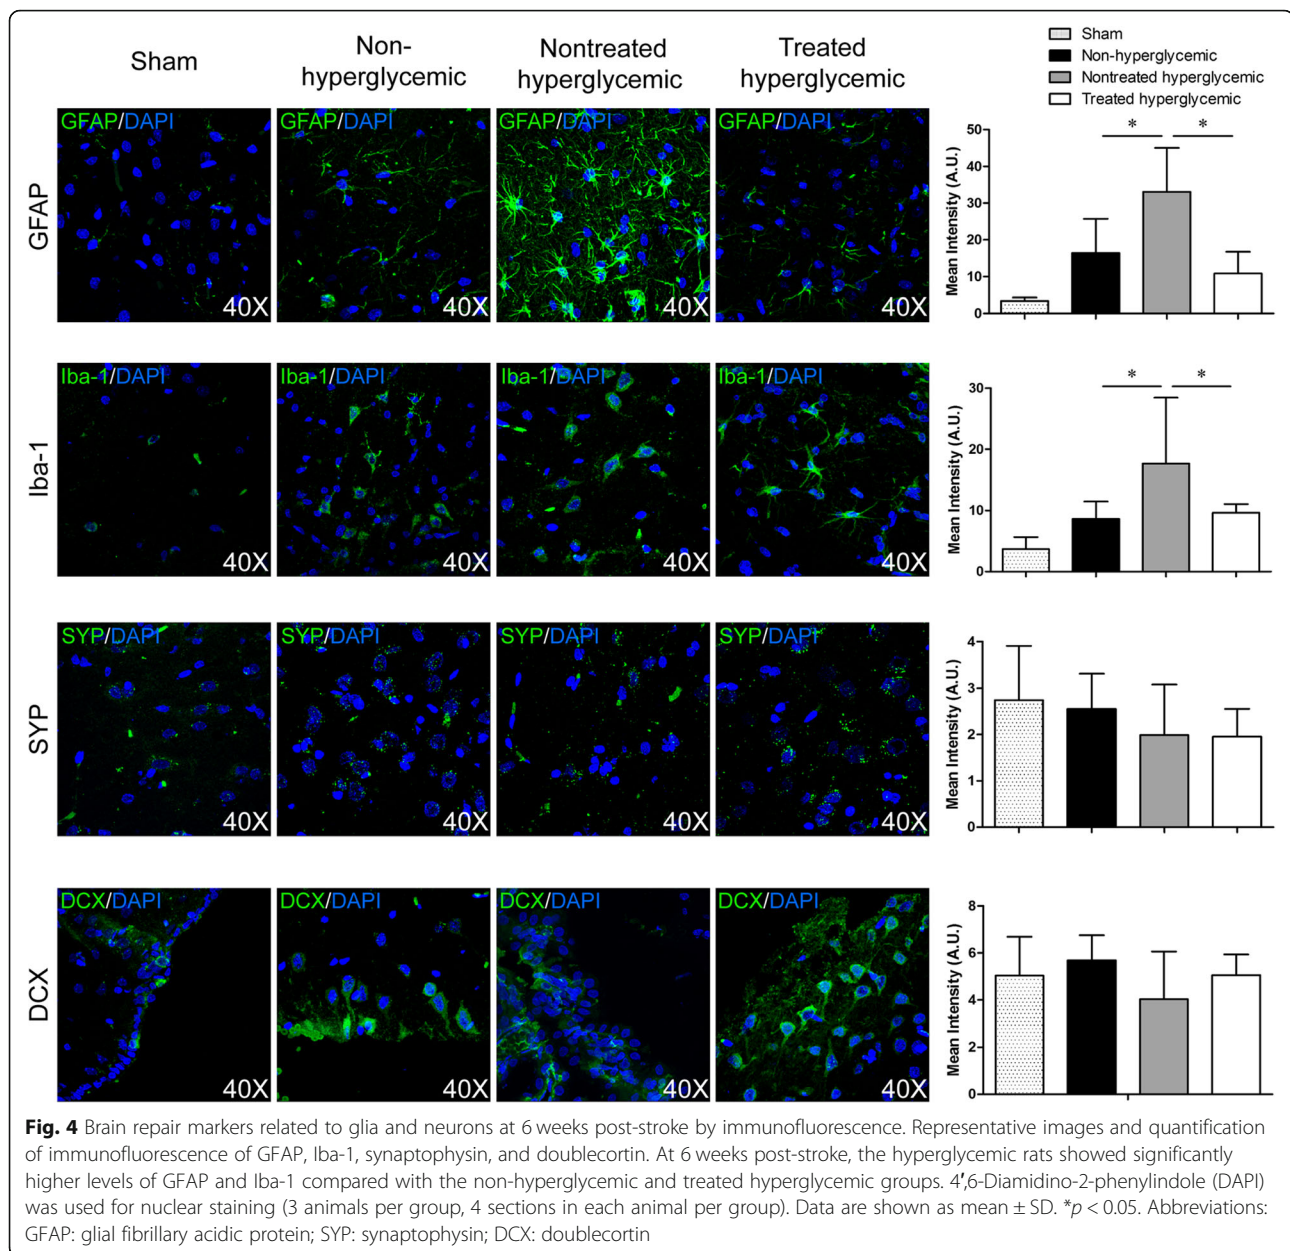 Sham
Non-
hyperglycemic
Nontreated
hyperglycemic
Treated
hyperglycemic
Sham
Non-hyperglycemic
Nontreated hyperglycemic
Treated hyperglycemic
GFAP
GFAP/DAPI
40X
GFAP/DAPI
40X
GFAP/DAPI
40X
GFAP/DAPI
40X
Mean Intensity (A.U.)
50
40
30
20
10
0
*
*
Iba-1
Iba-1/DAPI
40X
Iba-1/DAPI
40X
Iba-1/DAPI
40X
Iba-1/DAPI
40X
Mean Intensity (A.U.)
30
20
10
0
*
*
SYP
SYP/DAPI
40X
SYP/DAPI
40X
SYP/DAPI
40X
SYP/DAPI
40X
Mean Intensity (A.U.)
4
3
2
1
0
DCX
DCX/DAPI
40X
DCX/DAPI
40X
DCX/DAPI
40X
DCX/DAPI
40X
Mean Intensity (A.U.)
8
6
4
2
0
Fig. 4 Brain repair markers related to glia and neurons at 6 weeks post-stroke by immunofluorescence. Representative images and quantification
of immunofluorescence of GFAP, Iba-1, synaptophysin, and doublecortin. At 6 weeks post-stroke, the hyperglycemic rats showed significantly
higher levels of GFAP and Iba-1 compared with the non-hyperglycemic and treated hyperglycemic groups. 4′,6-Diamidino-2-phenylindole (DAPI)
was used for nuclear staining (3 animals per group, 4 sections in each animal per group). Data are shown as mean ± SD. *p < 0.05. Abbreviations:
GFAP: glial fibrillary acidic protein; SYP: synaptophysin; DCX: doublecortin